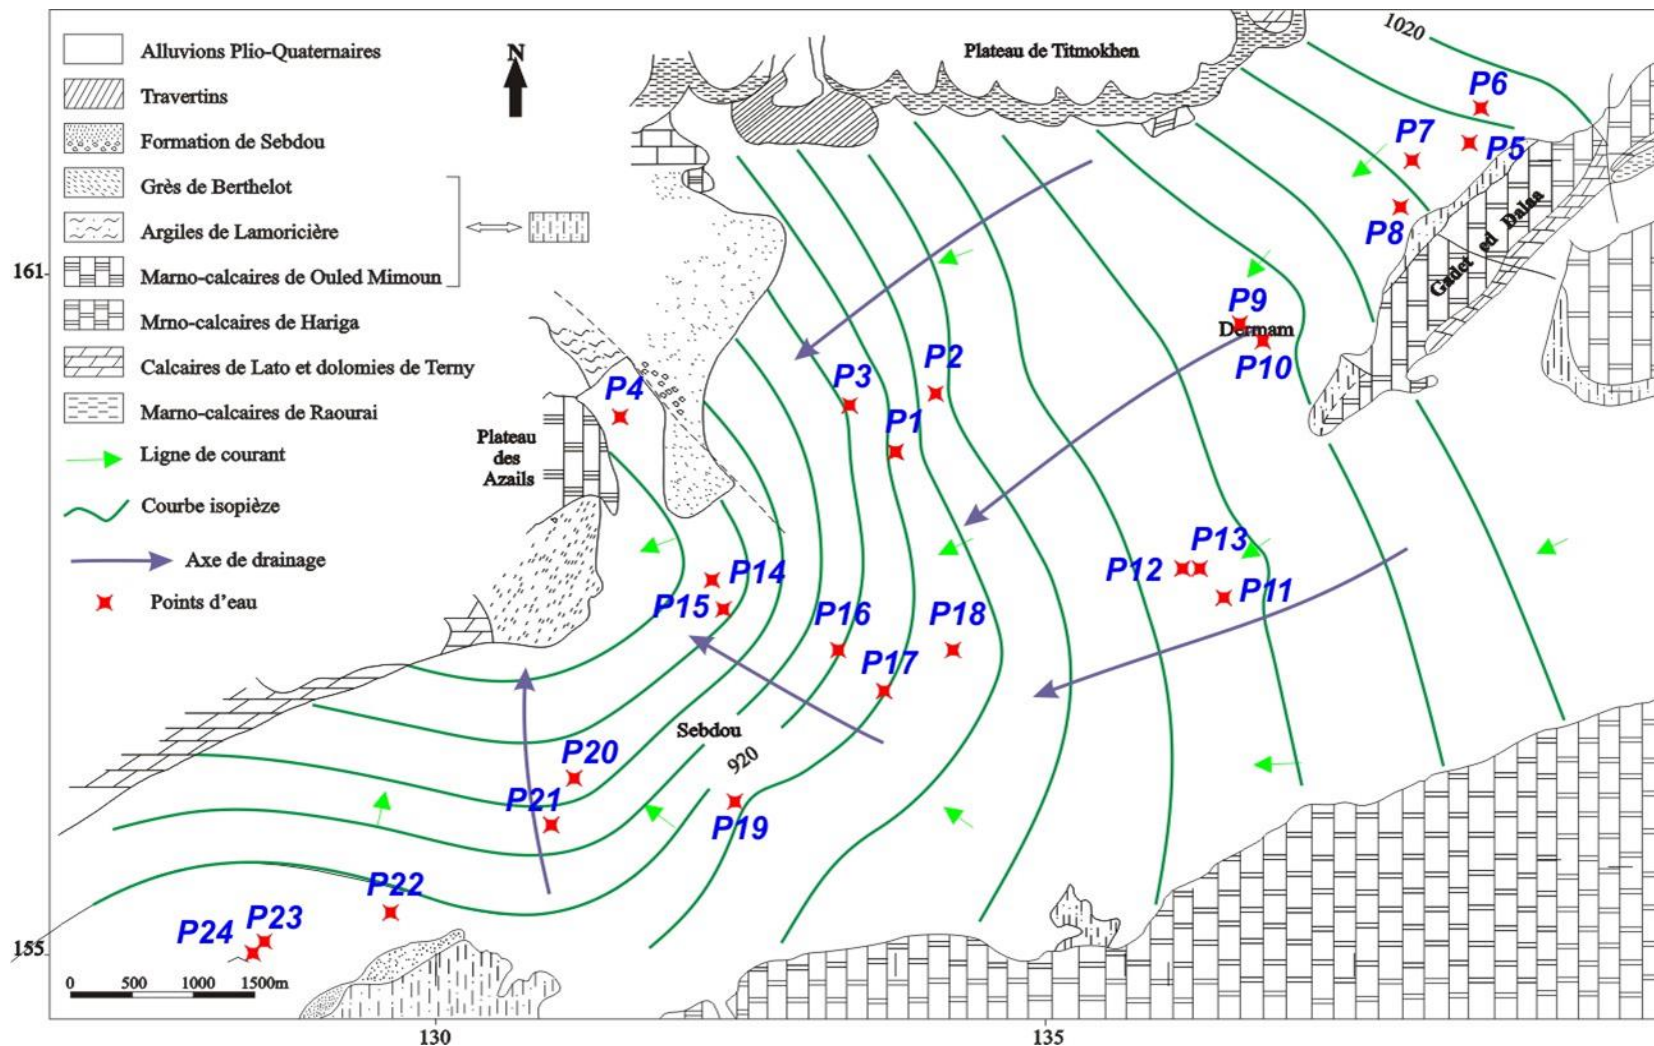 Alluvions Plio-Quaternaires
Travertins
Formation de Sebdou
Grès de Berthelot
Argiles de Lamoricière
Marno-calcaires de Ouled Mimoun
Mrno-calcaires de Hariga
Calcaires de Lato et dolomies de Terny
Marno-calcaires de Raourai
Ligne de courant
Courbe isopièze
Axe de drainage
Points d'eau
N
Plateau de Titmokhen
1020
P6
P7
P5
P8
Gadet ed Dalaa
161
P9
Dermam
P10
P4
P3
P2
P1
Plateau
des
Azails
P14
P15
P13
P12
P11
P16
P18
P17
Sebdou
920
P20
P21
P19
P22
P23
P24
155
0 500 1000 1500m
130
135